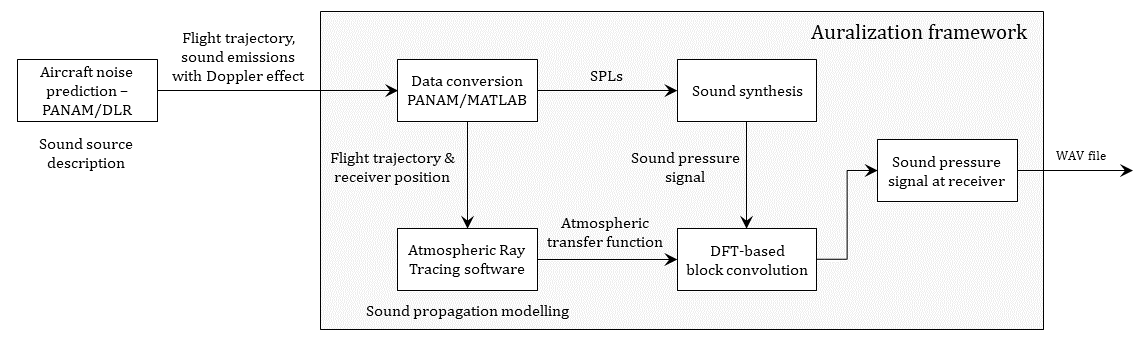 Auralization framework
Flight trajectory,
sound emissions
with Doppler effect
Aircraft noise
prediction –
PANAM/DLR
Sound source
description
Data conversion
PANAM/MATLAB
SPLs
Sound synthesis
Flight trajectory &
receiver position
Sound pressure
signal
Sound pressure
signal at receiver
WAV file
Atmospheric Ray
Tracing software
Atmospheric
transfer function
DFT-based
block convolution
Sound propagation modelling